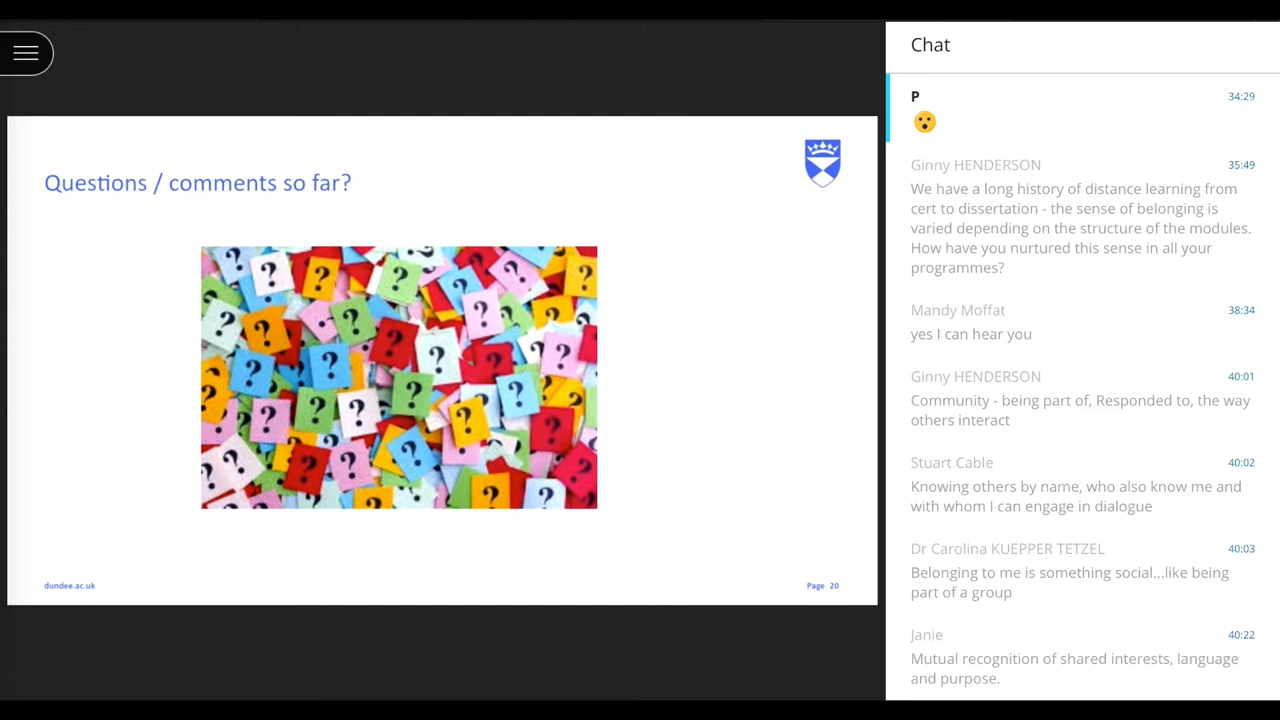 Questions / comments so far?
dundee.ac.uk
Page 20
Chat
P 34:29
😮
Ginny HENDERSON 35:49
We have a long history of distance learning from
cert to dissertation - the sense of belonging is
varied depending on the structure of the modules.
How have you nurtured this sense in all your
programmes?
Mandy Moffat 38:34
yes I can hear you
Ginny HENDERSON 40:01
Community - being part of, Responded to, the way
others interact
Stuart Cable 40:02
Knowing others by name, who also know me and
with whom I can engage in dialogue
Dr Carolina KUEPPER TETZEL 40:03
Belonging to me is something social...like being
part of a group
Janie 40:22
Mutual recognition of shared interests, language
and purpose.